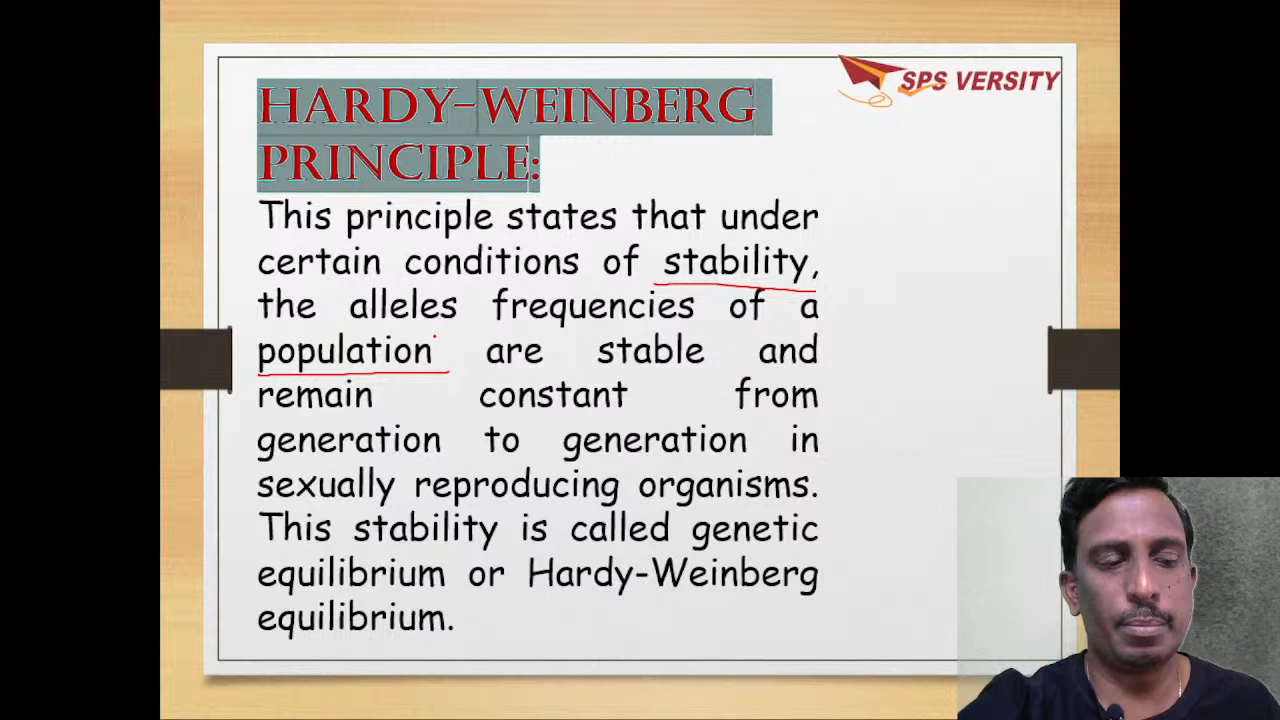 SPS VERSITY
HARDY-WEINBERG
PRINCIPLE:
This principle states that under
certain conditions of stability,
the alleles frequencies of a
population are stable and
remain constant from
generation to generation in
sexually reproducing organisms.
This stability is called genetic
equilibrium or Hardy-Weinberg
equilibrium.